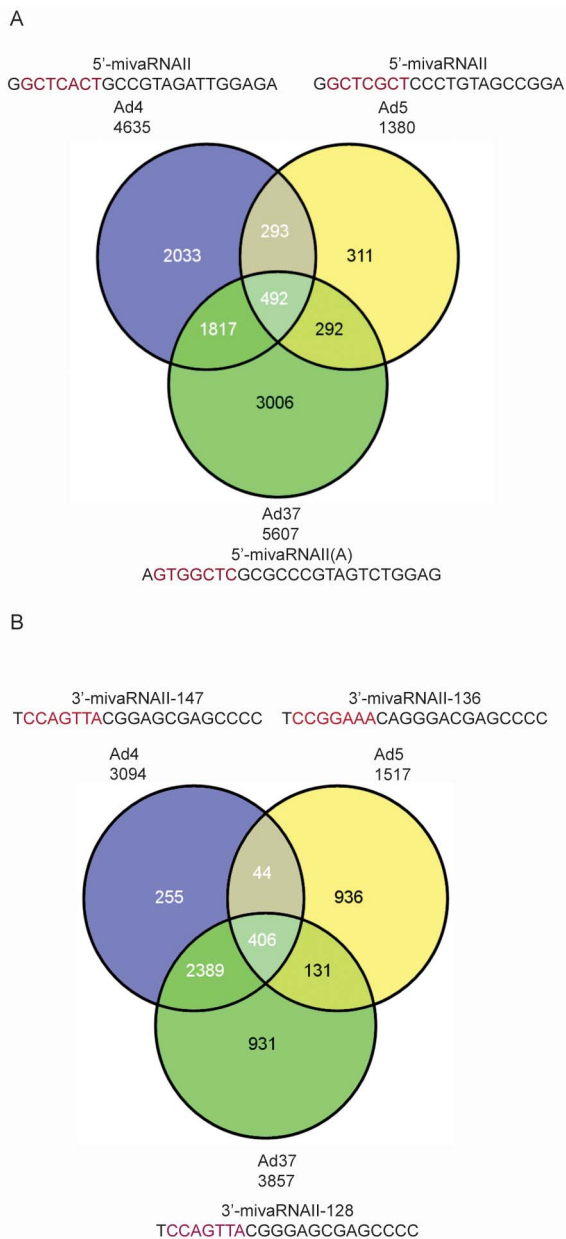 A
5’-mivaRNAII 5’-mivaRNAII
GGCTCACTGCCGTAGATTGGAGA GGCTCGCTCCCTGTAGCCGGA
Ad4 Ad5
4635 1380
293
2033 311
492
1817 292
3006
Ad37
5607
5’-mivaRNAII(A)
AGTGGCTCGCGCCCGTAGTCTGGAG
B
3’-mivaRNAII-147 3’-mivaRNAII-136
TCCAGTTACGGAGCGAGCCCC TCCGGAAACAGGGACGAGCCCC
Ad4 Ad5
3094 1517
44
255 936
406
2389 131
931
Ad37
3857
3’-mivaRNAII-128
TCCAGTTACGGGAGCGAGCCCC